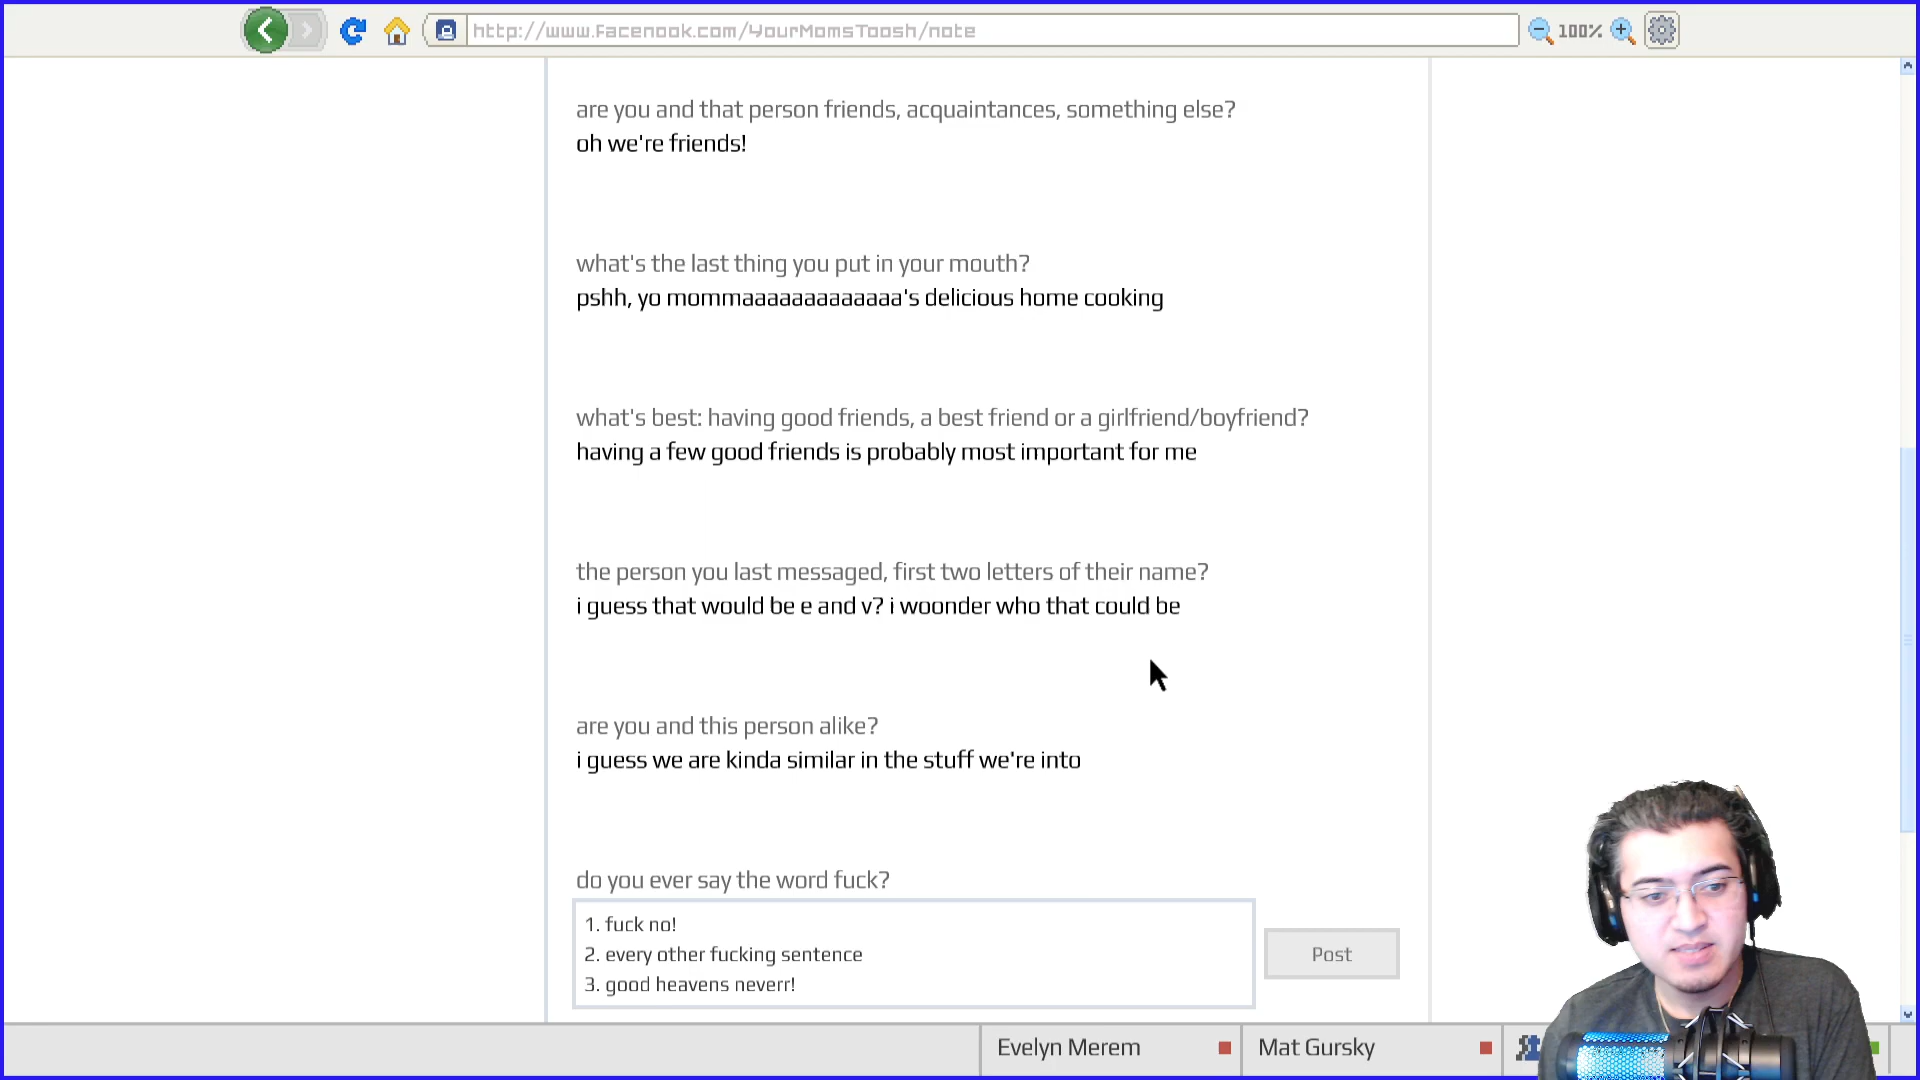 http://www.facenook.com/YourMomsToosh/note
100%
are you and that person friends, acquaintances, something else?
oh we're friends!
what's the last thing you put in your mouth?
pshh, yo mommaaaaaaaaaaaaa's delicious home cooking
what's best: having good friends, a best friend or a girlfriend/boyfriend?
having a few good friends is probably most important for me
the person you last messaged, first two letters of their name?
i guess that would be e and v? i woonder who that could be
are you and this person alike?
i guess we are kinda similar in the stuff we're into
do you ever say the word fuck?
1. fuck no!
2. every other fucking sentence
3. good heavens neverr!
Post
Evelyn Merem
Mat Gursky